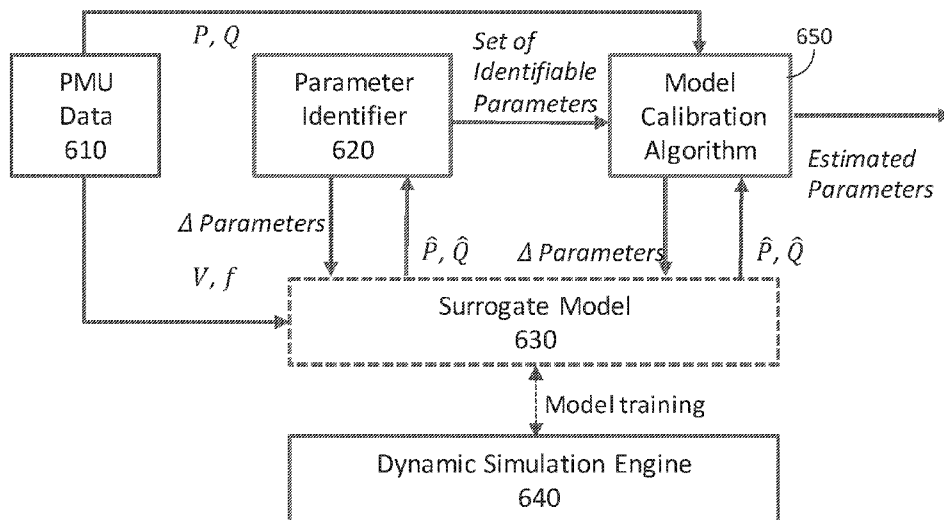 P, Q
650
PMU
Data
610
Parameter
Identifier
620
Set of
Identifiable
Parameters
Model
Calibration
Algorithm
Estimated
Parameters
Δ Parameters
P̂, Q̂
Δ Parameters
P̂, Q̂
V, f
Surrogate Model
630
Model training
Dynamic Simulation Engine
640